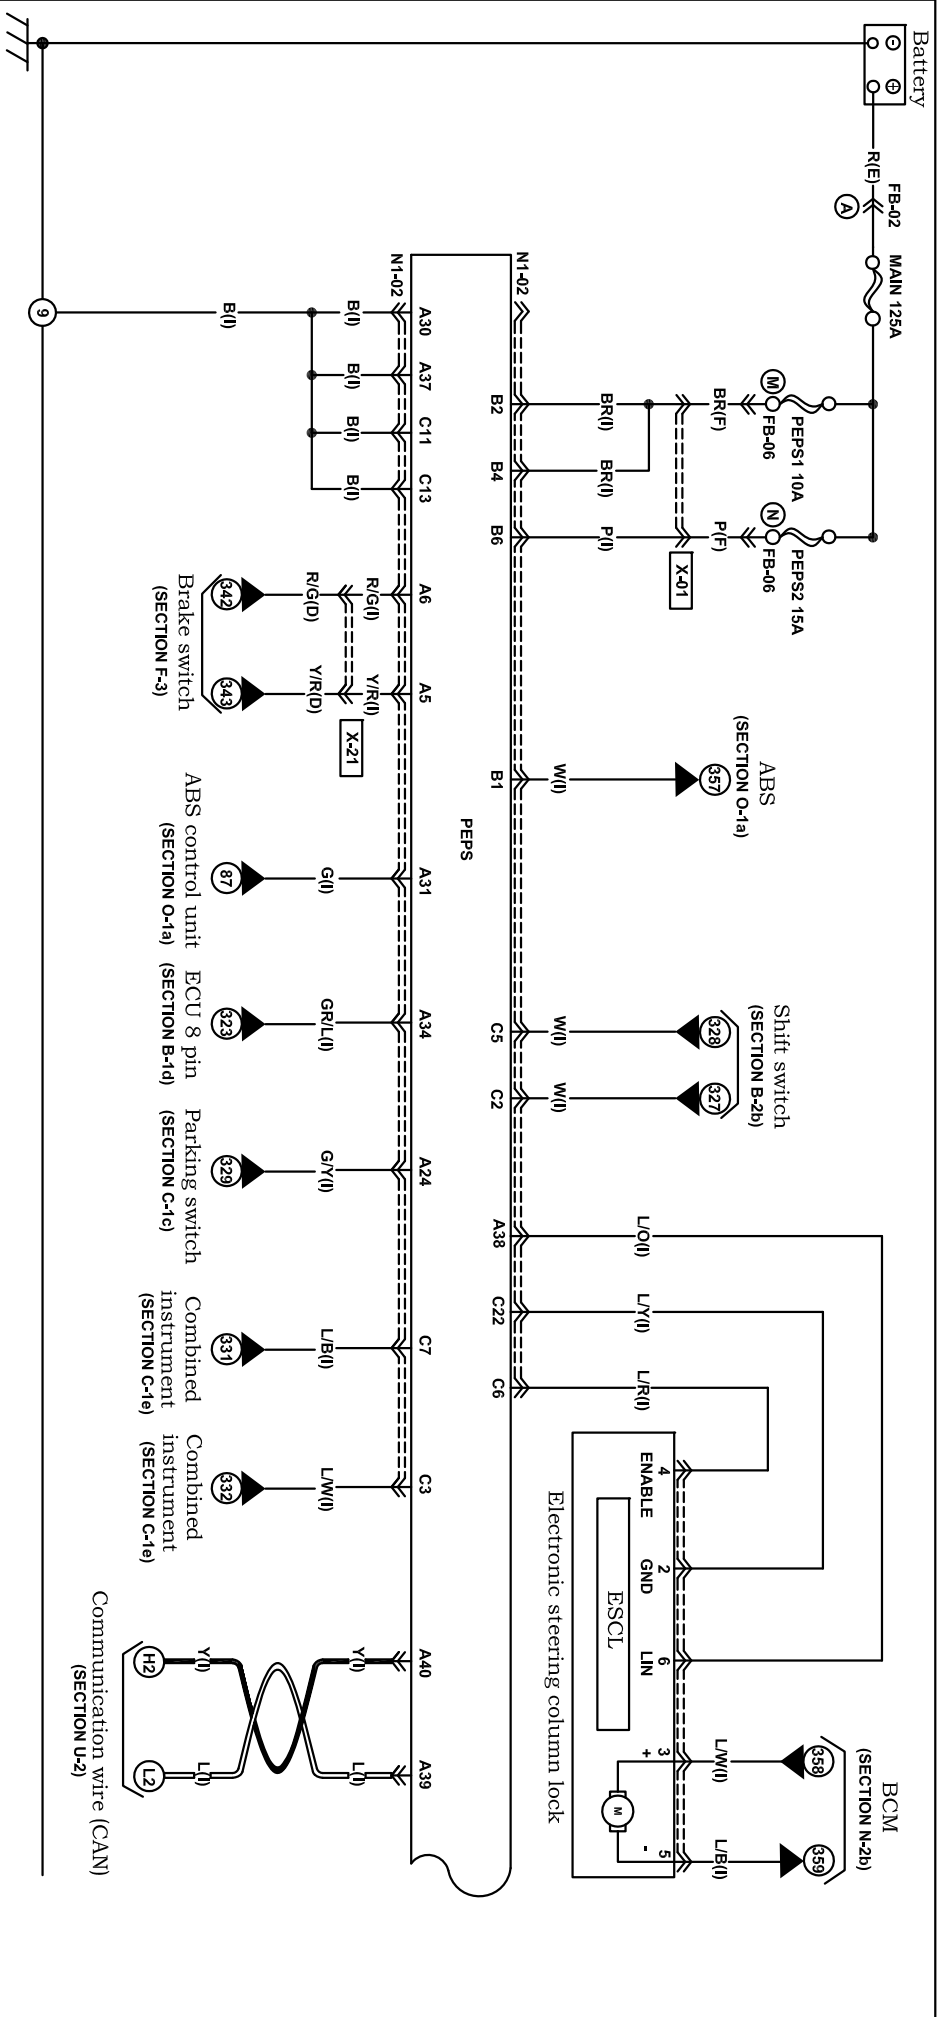 Battery
-
+
R(E)
FB-02
A
MAIN 125A
M
PEPS1 10A
FB-06
N
PEPS2 15A
FB-06
BR(F)
P(F)
X-01
BR(I)
BR(I)
P(I)
N1-02
B2
B4
B6
ABS
(SECTION O-1a)
357
W(I)
B1
Shift switch
(SECTION B-2b)
328
327
W(I)
W(I)
C5
C2
L/O(I)
L/Y(I)
L/R(I)
A38
C22
C6
BCM
(SECTION N-2b)
358
359
L/W(I)
L/B(I)
4
2
6
3
5
ENABLE
GND
LIN
+
-
ESCL
M
Electronic steering column lock
PEPS
N1-02
A30
A37
C11
C13
A6
A5
A31
A34
A24
C7
C3
A40
A39
B(I)
B(I)
B(I)
B(I)
R/G(I)
Y/R(I)
X-21
R/G(D)
Y/R(D)
G(I)
GR/L(I)
G/Y(I)
L/B(I)
L/W(I)
Y(I)
L(I)
Y(I)
L(I)
B(I)
342
343
87
323
329
331
332
H2
L2
Brake switch
(SECTION F-3)
ABS control unit
(SECTION O-1a)
ECU 8 pin
(SECTION B-1d)
Parking switch
(SECTION C-1c)
Combined
instrument
(SECTION C-1e)
Combined
instrument
(SECTION C-1e)
Communication wire (CAN)
(SECTION U-2)
9